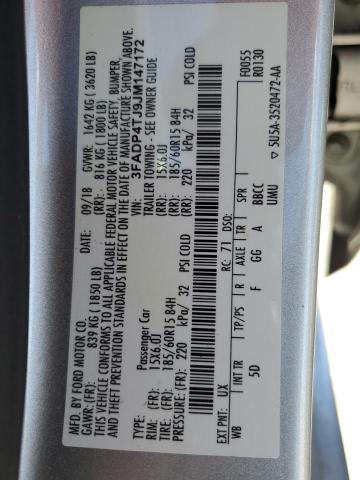 MFD. BY FORD MOTOR CO.
DATE: 09/18 GVWR: 1642 KG ( 3620 LB)
GAWR:(FR): 839 KG (1850 LB) (RR): 816 KG (1800 LB)
THIS VEHICLE CONFORMS TO ALL APPLICABLE FEDERAL MOTOR VEHICLE SAFETY, BUMPER,
AND THEFT PREVENTION STANDARDS IN EFFECT ON THE DATE OF MANUFACTURE SHOWN ABOVE.
VIN: 3FADP4TJ9JM147172
TYPE: Passenger Car TRAILER TOWING - SEE OWNER GUIDE
RIM: (FR): 15X6.0J (RR): 15X6.0J
TIRE: (FR): 185/60R15 84H (RR): 185/60R15 84H
PRESSURE: (FR): 220 kPa/ 32 PSI COLD (RR): 220 kPa/ 32 PSI COLD
EXT PNT: UX RC: 71 DSO: F0055
R0130
WB INT TR TP/PS R AXLE TR SPR
5D F GG A BBCC
UMU
5U5A-3520472-AA